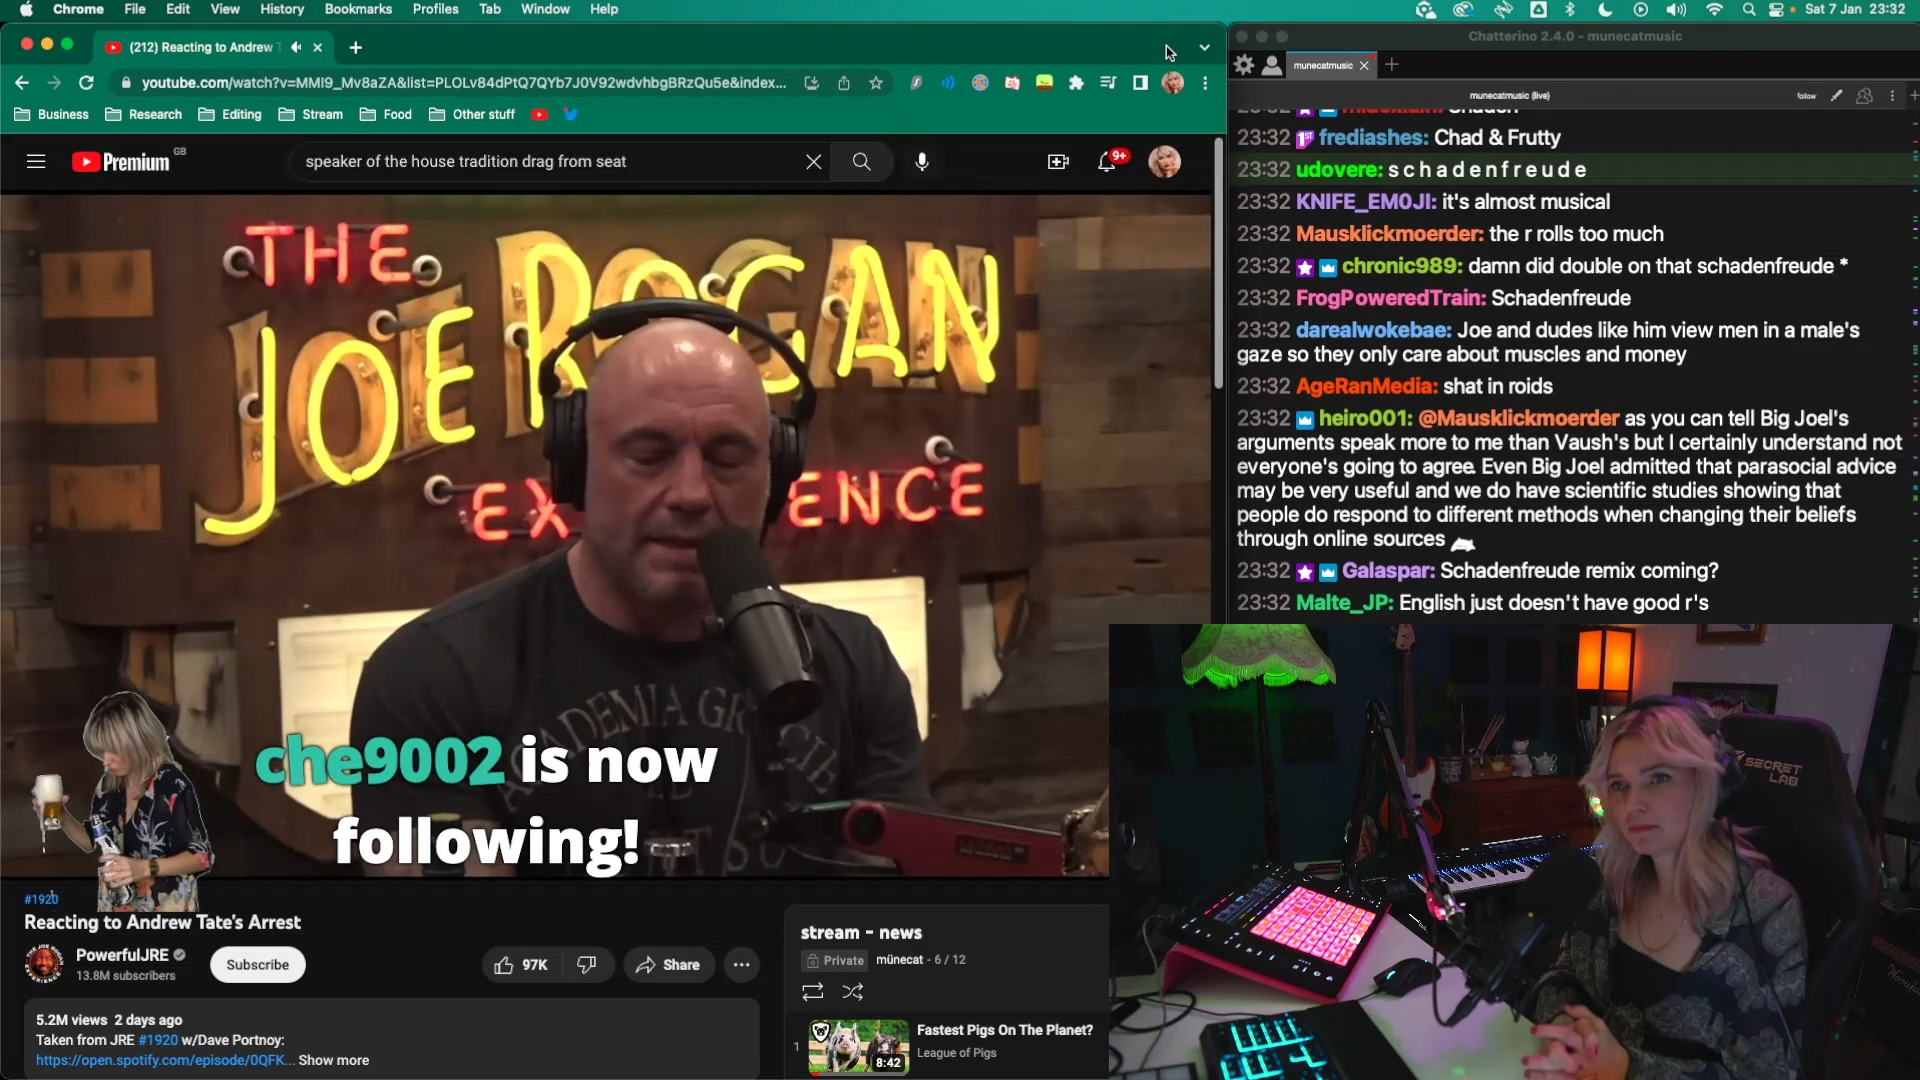 Chrome File Edit View History Bookmarks Profiles Tab Window Help
Sat 7 Jan 23:32
(212) Reacting to Andrew T
Chatterino 2.4.0 - munecatmusic
youtube.com/watch?v=MMI9_Mv8aZA&list=PLOLv84dPtQ7QYb7J0V92wdvhbgBRzQu5e&index...
munecatmusic
Business Research Editing Stream Food Other stuff
munecatmusic (live)
follow
Premium GB
speaker of the house tradition drag from seat
9+
23:32 frediashes: Chad & Frutty
23:32 udovere: s c h a d e n f r e u d e
23:32 KNIFE_EM0JI: it's almost musical
23:32 Mausklickmoerder: the r rolls too much
23:32 chronic989: damn did double on that schadenfreude *
23:32 FrogPoweredTrain: Schadenfreude
23:32 darealwokebae: Joe and dudes like him view men in a male's
gaze so they only care about muscles and money
23:32 AgeRanMedia: shat in roids
23:32 heiro001: @Mausklickmoerder as you can tell Big Joel's
arguments speak more to me than Vaush's but I certainly understand not
everyone's going to agree. Even Big Joel admitted that parasocial advice
may be very useful and we do have scientific studies showing that
people do respond to different methods when changing their beliefs
through online sources
23:32 Galaspar: Schadenfreude remix coming?
23:32 Malte_JP: English just doesn't have good r's
THE
JOE ROGAN
EX ENCE
ACADEMIA GR
che9002 is now
following!
SECRET
LAB
#1920
Reacting to Andrew Tate's Arrest
PowerfulJRE
13.8M subscribers
Subscribe
97K
Share
5.2M views 2 days ago
Taken from JRE #1920 w/Dave Portnoy:
https://open.spotify.com/episode/0QFK... Show more
stream - news
Private münecat - 6 / 12
1
8:42
Fastest Pigs On The Planet?
League of Pigs